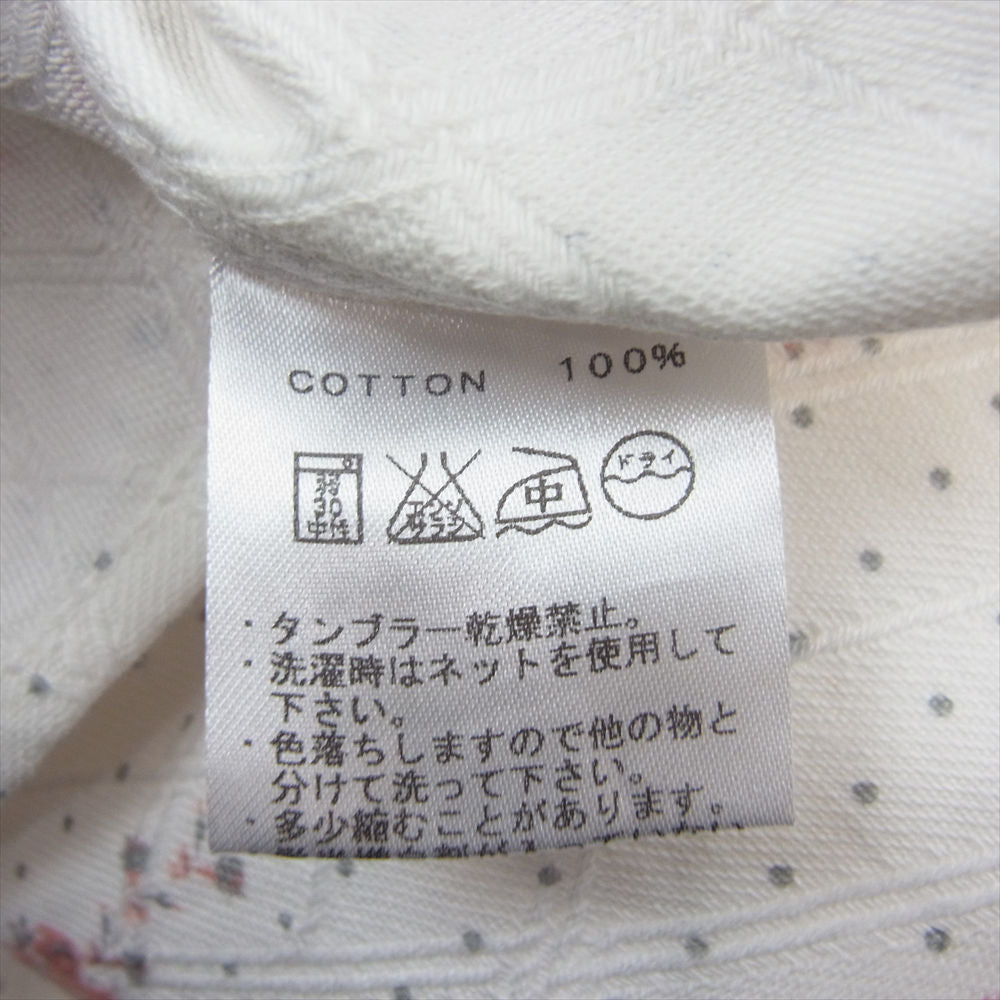 COTTON 100%
中
ドライ
・タンブラー乾燥禁止。
・洗濯時はネットを使用して
下さい。
・色落ちしますので他の物と
分けて洗って下さい。
・多少縮むことがあります。